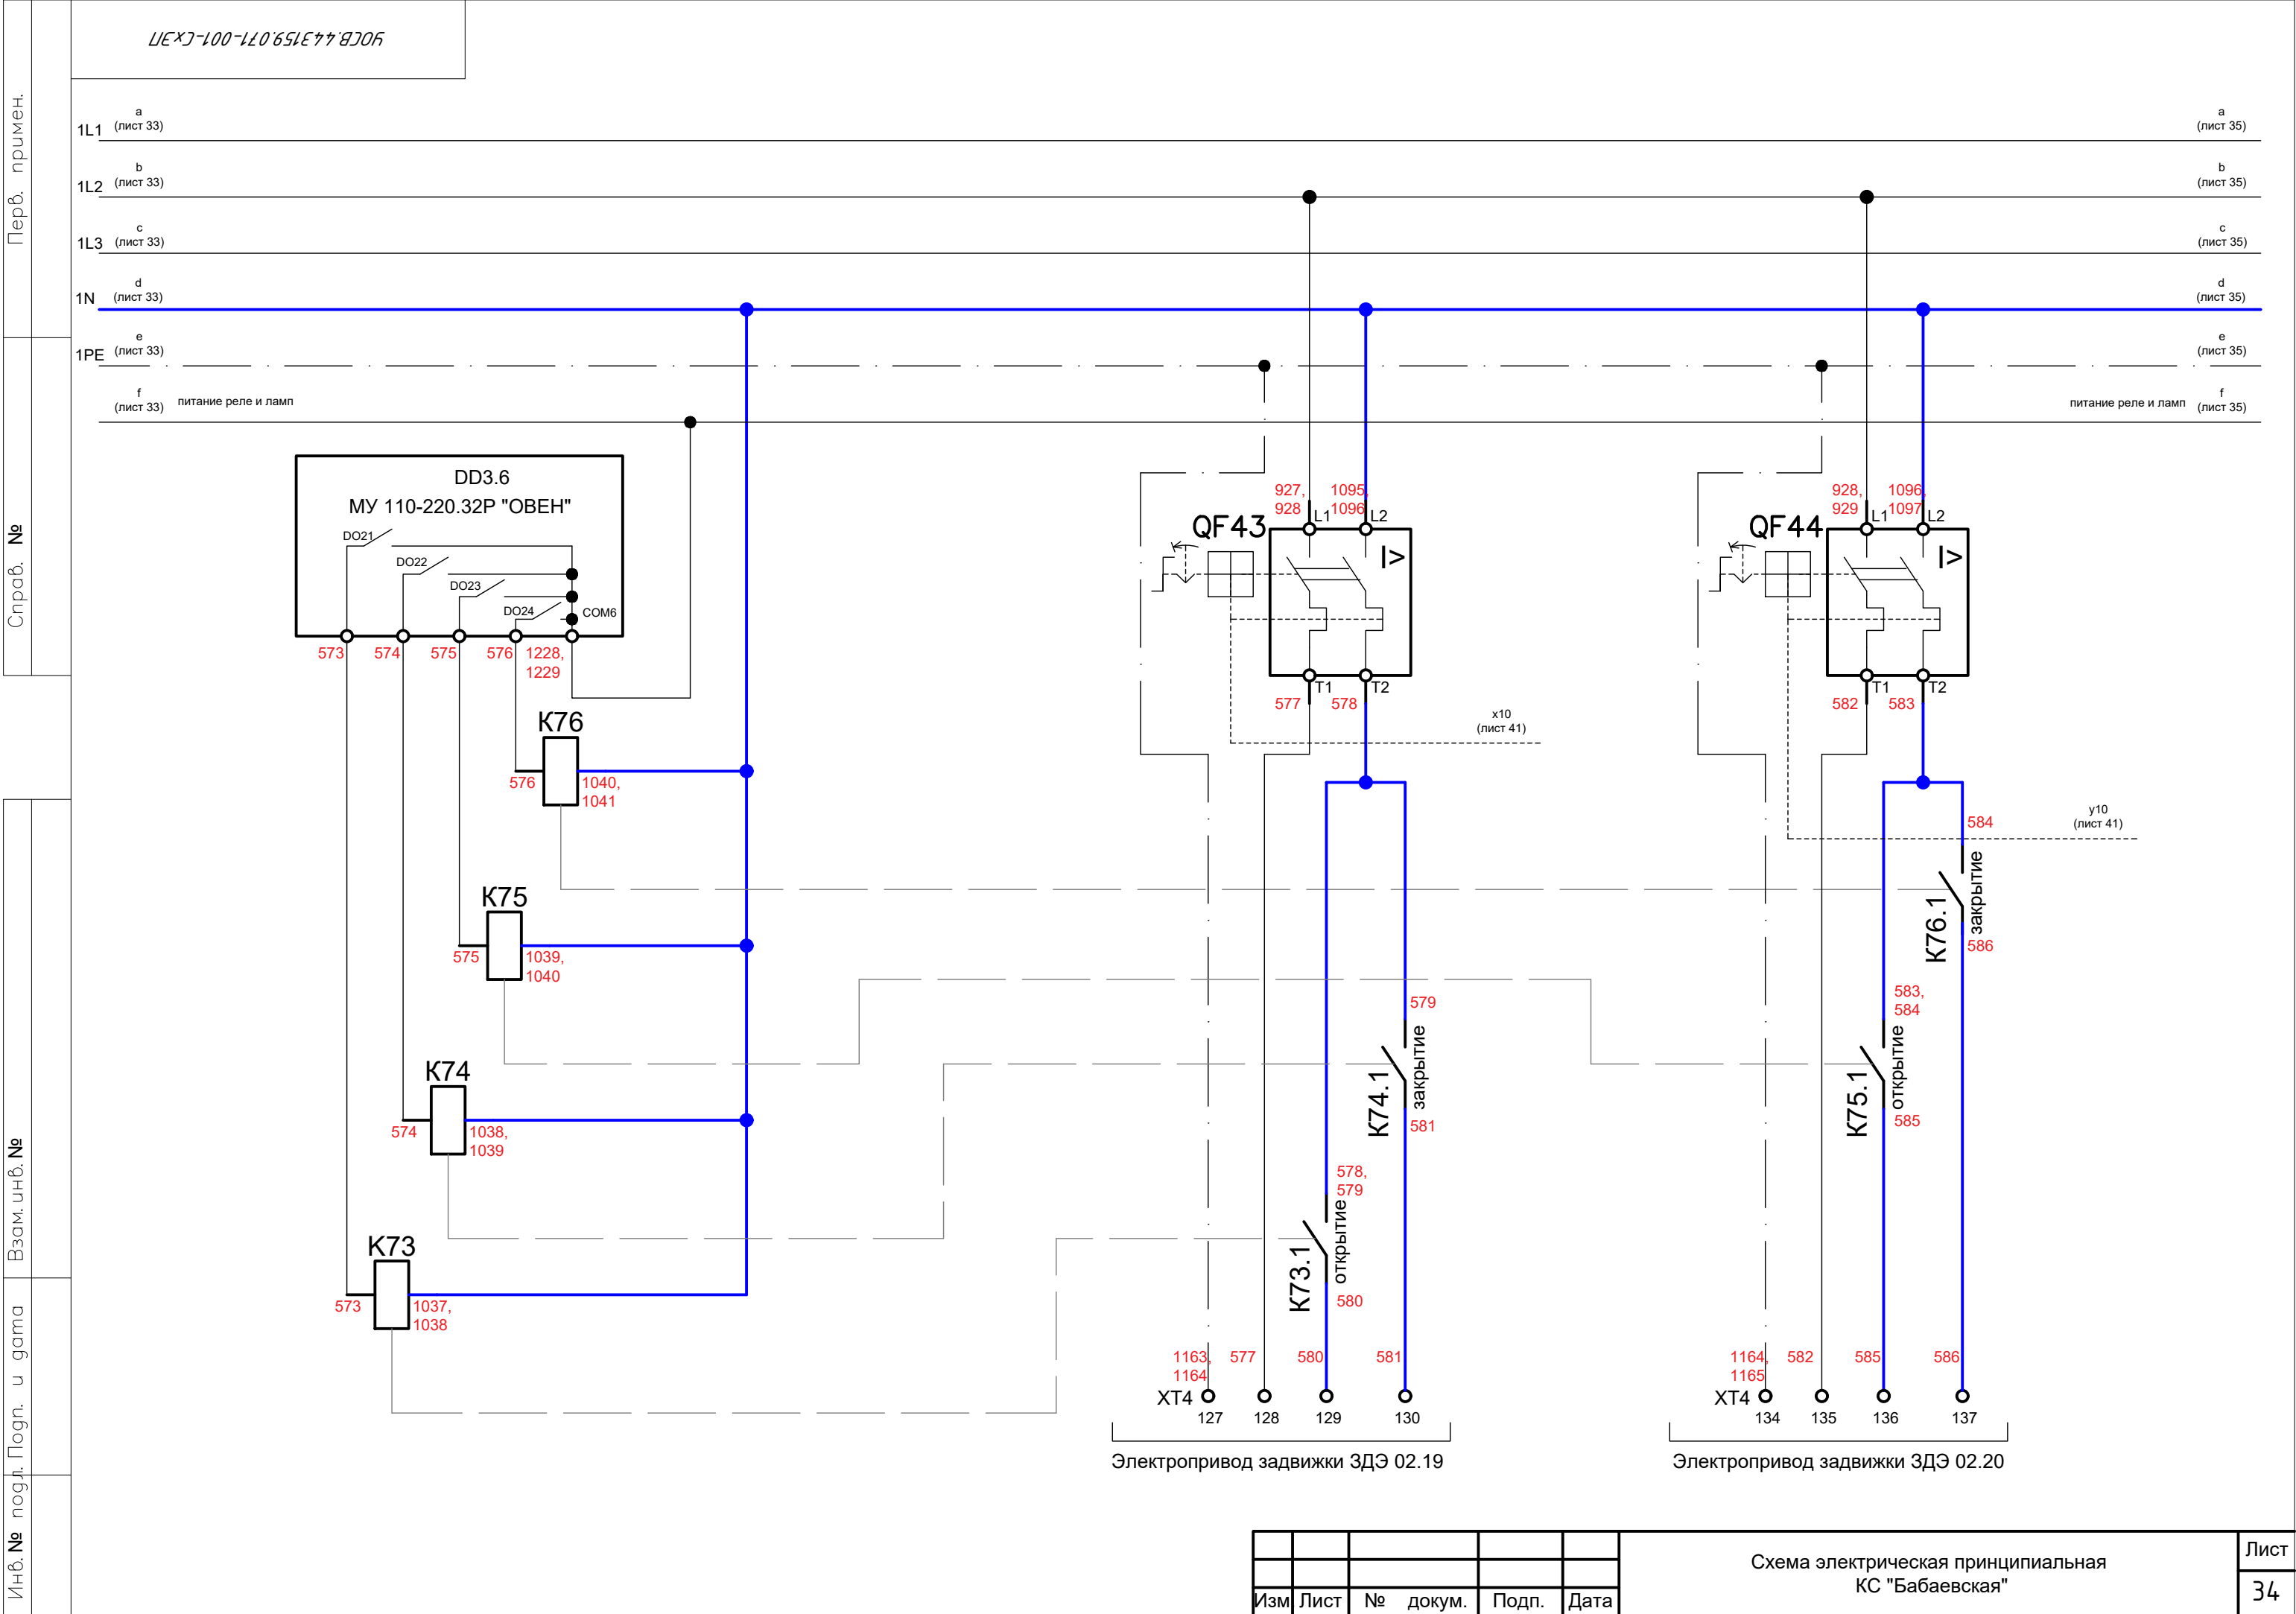 УОСВ.443159.071-001-СхЭП
Перв. примен.
Справ. №
Взам. инв. №
Подп. и дата
Инв. № подл.
1L1 a (лист 33)
a (лист 35)
1L2 b (лист 33)
b (лист 35)
1L3 c (лист 33)
c (лист 35)
1N d (лист 33)
d (лист 35)
1PE e (лист 33)
e (лист 35)
f (лист 33) питание реле и ламп
питание реле и ламп f (лист 35)
DD3.6
МУ 110-220.32Р "ОВЕН"
DO21
DO22
DO23
DO24
COM6
573 574 575 576 1228, 1229
K76
576 1040, 1041
K75
575 1039, 1040
K74
574 1038, 1039
K73
573 1037, 1038
927, 928
1095, 1096
QF43
L1 L2
I>
T1 T2
577 578
x10
(лист 41)
579
K74.1
закрытие
581
578, 579
K73.1
открытие
580
1163, 1164
577 580 581
XT4
127 128 129 130
Электропривод задвижки ЗДЭ 02.19
928, 929
1096, 1097
QF44
L1 L2
I>
T1 T2
582 583
y10
(лист 41)
584
K76.1
закрытие
586
583, 584
K75.1
открытие
585
1164, 1165
582 585 586
XT4
134 135 136 137
Электропривод задвижки ЗДЭ 02.20
Изм Лист № докум. Подп. Дата
Схема электрическая принципиальная
КС "Бабаевская"
Лист
34